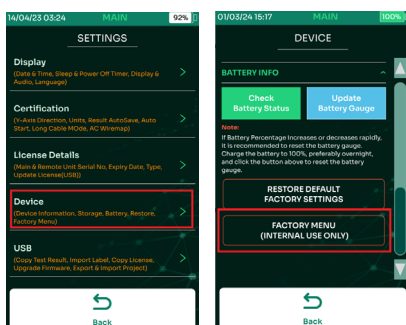 14/04/23 03:24 MAIN 92%
SETTINGS
Display
(Date & Time, Sleep & Power Off Timer, Display &
Audio, Language)
Certification
(Y-Axis Direction, Units, Result AutoSave, Auto
Start, Long Cable MOde, AC Wiremap)
License Details
(Main & Remote Unit Serial No, Expiry Date, Type,
Update License(USB))
Device
(Device Information, Storage, Battery, Restore,
Factory Menu)
USB
(Copy Test Result, Import Label, Copy License,
Upgrade Firmware, Export & Import Project)
Back
01/03/24 15:17 MAIN 100%
DEVICE
BATTERY INFO
Check
Battery Status
Update
Battery Gauge
Note:
If Battery Percentage Increases or decreases rapidly,
it is recommended to reset the battery gauge.
Charge the battery to 100%, preferably overnight,
and click the button above to reset the battery
gauge.
RESTORE DEFAULT
FACTORY SETTINGS
FACTORY MENU
(INTERNAL USE ONLY)
Back